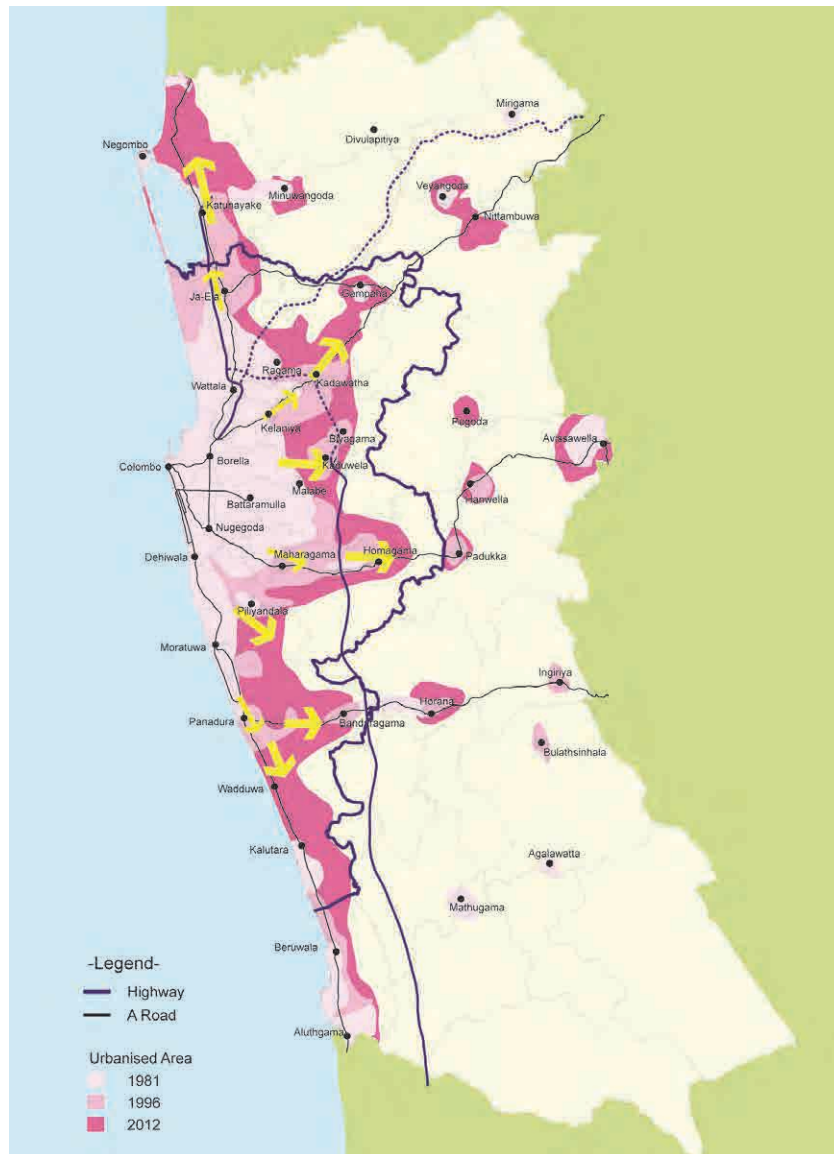 Mirigama
Divulapitiya
Negombo
Minuwangoda
Veyangoda
Katunayake
Nittambuwa
Ja-Ela
Gampaha
Ragama
Kadawatha
Wattala
Kelaniya
Pugoda
Biyagama
Avissawella
Borella
Kaduwela
Colombo
Malabe
Hanwella
Battaramulla
Nugegoda
Dehiwala
Maharagama
Homagama
Padukka
Piliyandala
Moratuwa
Ingiriya
Horana
Panadura
Bandaragama
Bulathsinhala
Wadduwa
Kalutara
Agalawatta
Mathugama
Beruwala
Aluthgama
-Legend-
Highway
A Road
Urbanised Area
1981
1996
2012